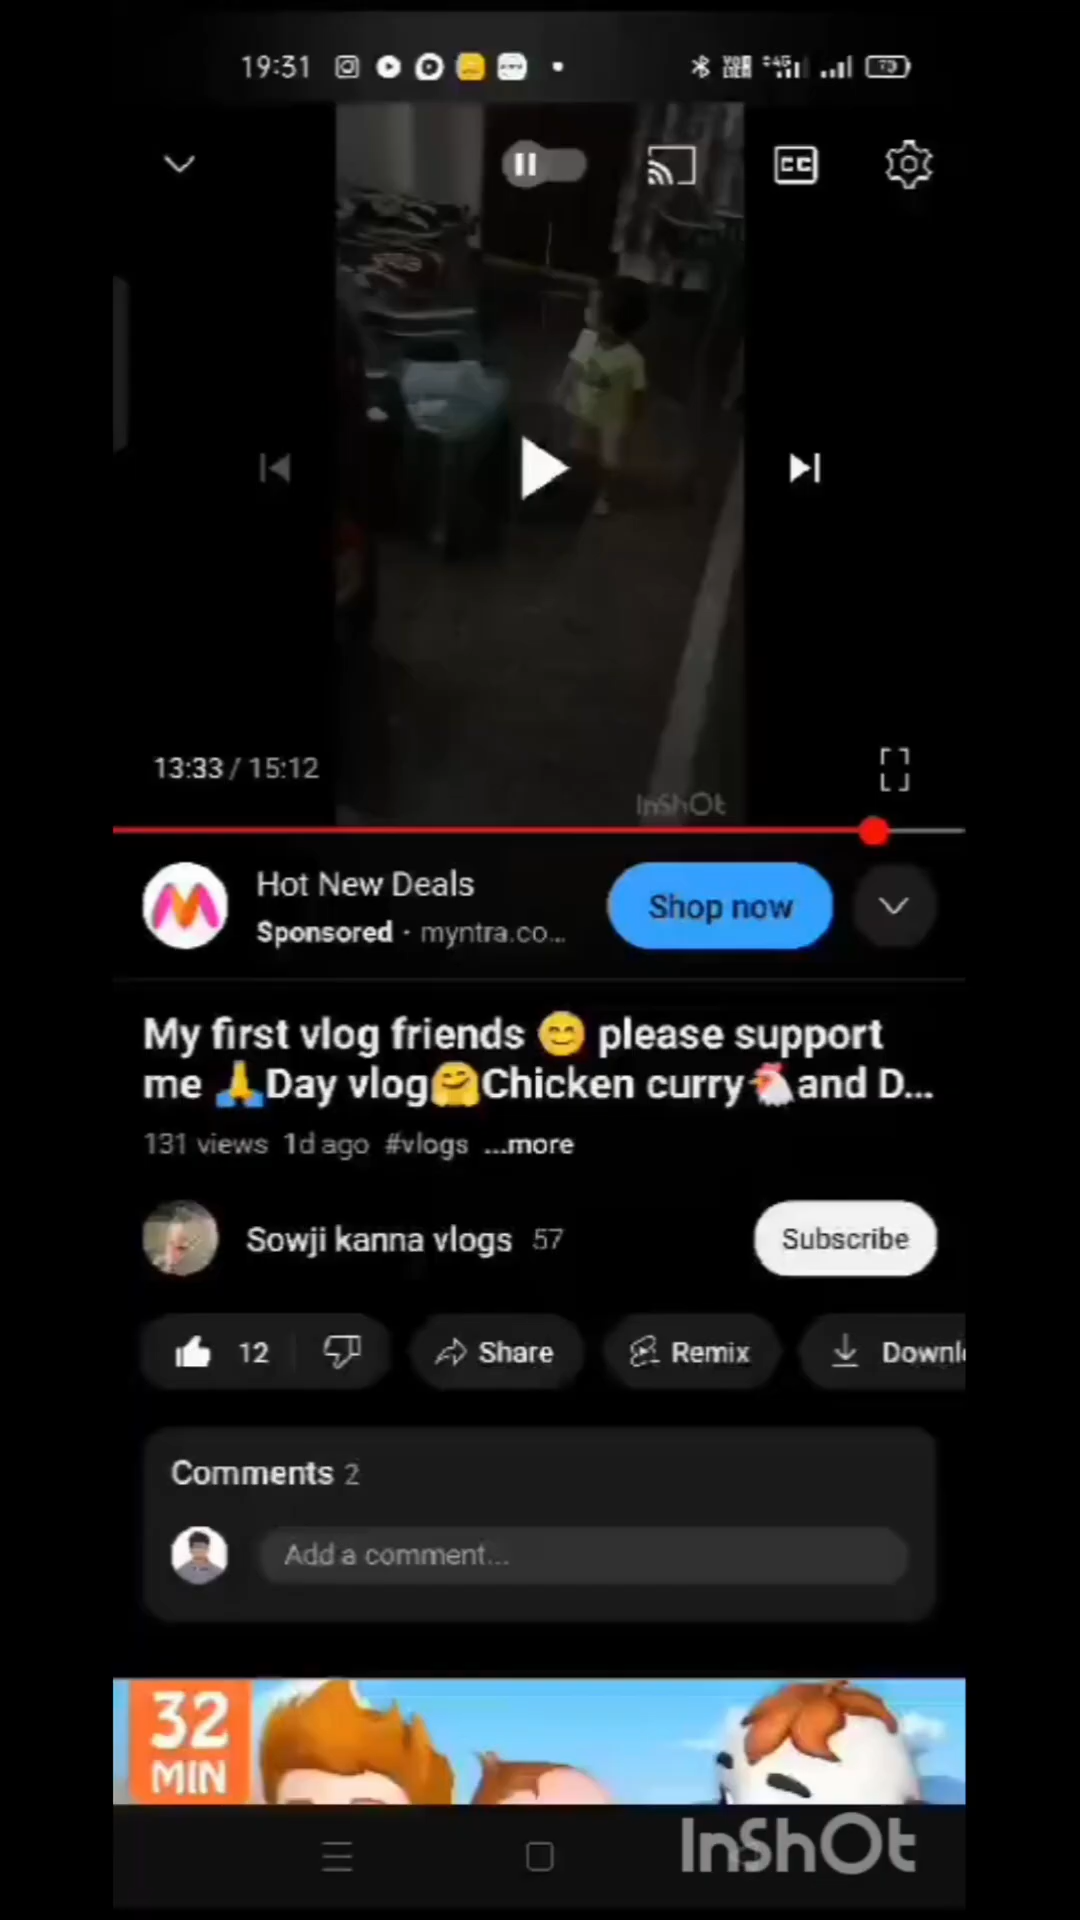 19:31
73
CC
13:33 / 15:12
InShOt
Hot New Deals
Sponsored · myntra.co...
Shop now
My first vlog friends 😊 please support
me 🙏Day vlog🤗Chicken curry🐔and D...
131 views 1d ago #vlogs ...more
Sowji kanna vlogs 57
Subscribe
12
Share
Remix
Downl
Comments 2
Add a comment...
32
MIN
InShOt